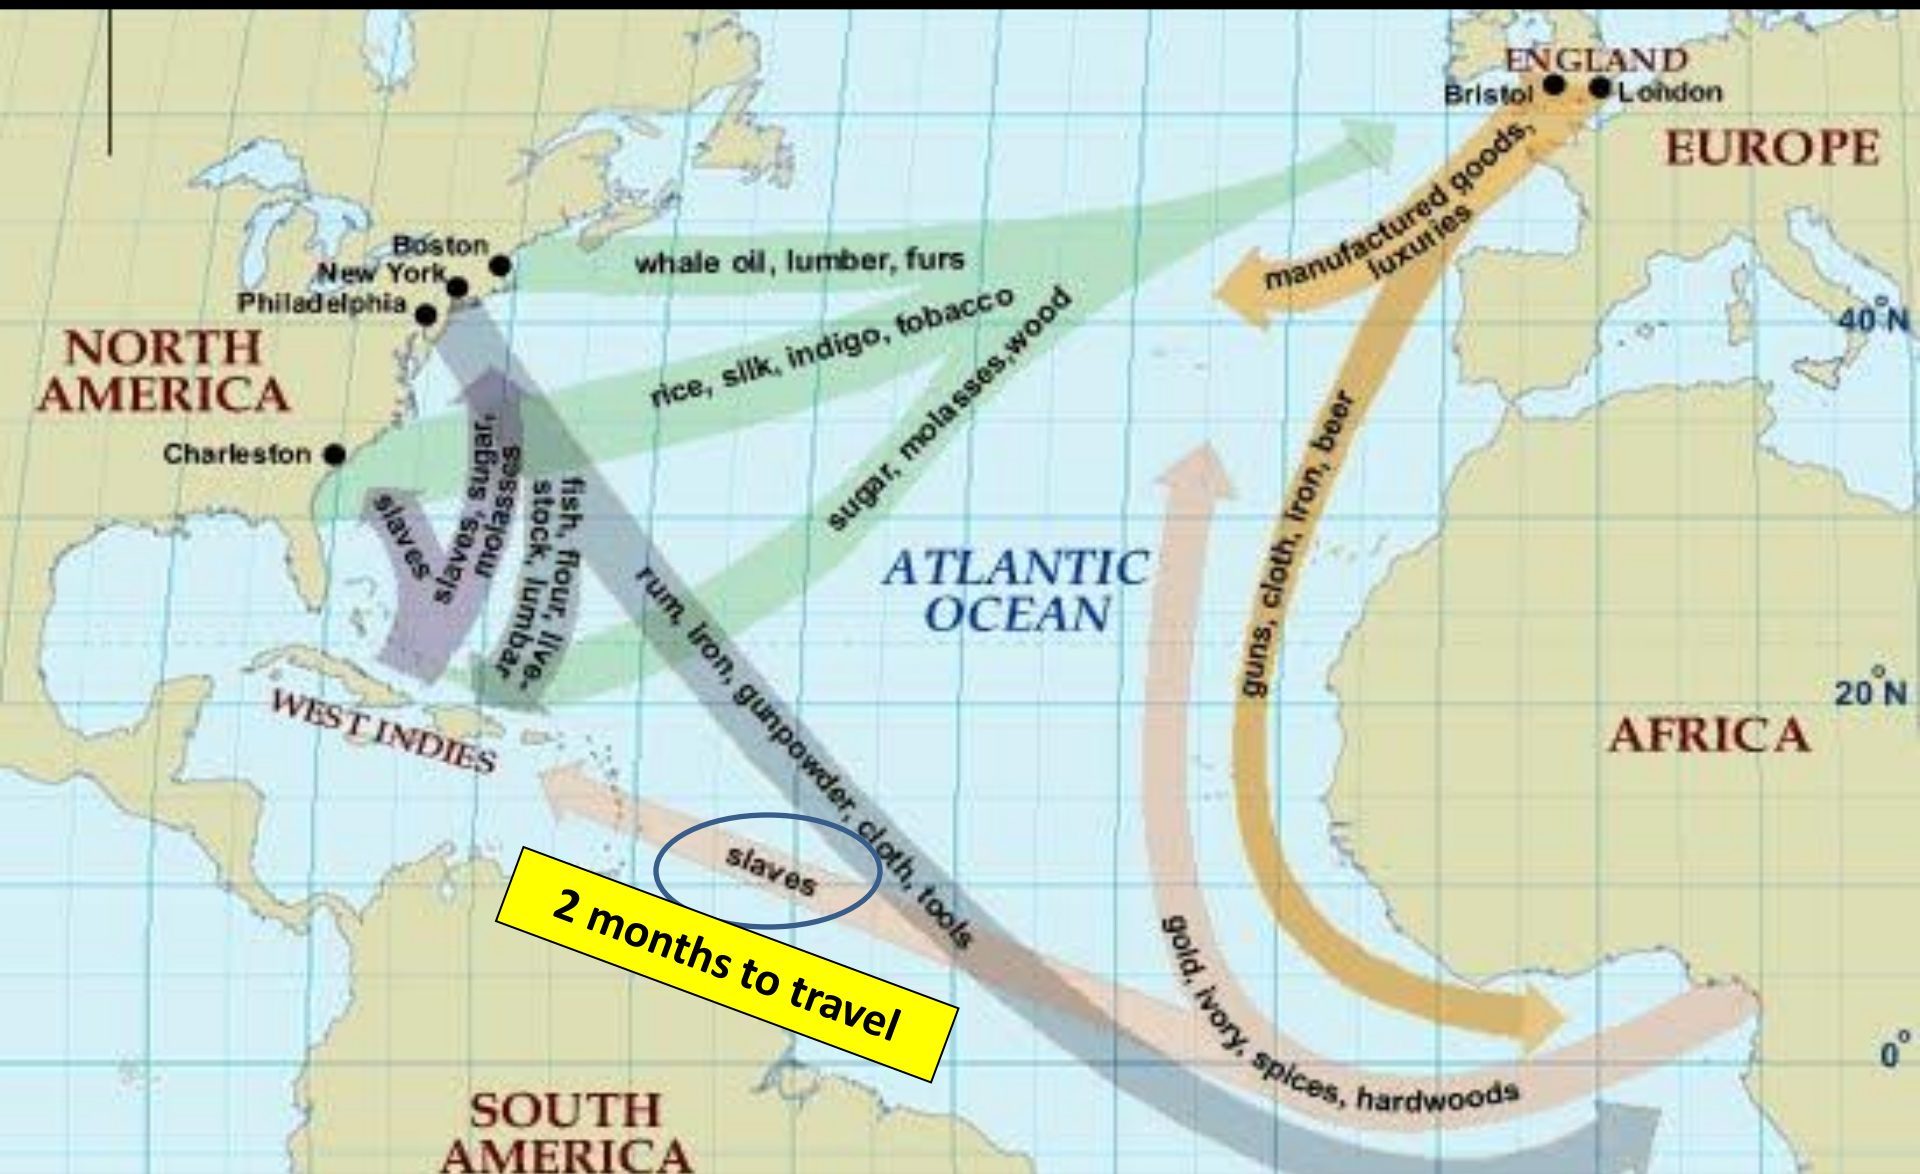 ENGLAND
Bristol
London
EUROPE
manufactured goods,
luxuries
Boston
New York
Philadelphia
whale oil, lumber, furs
rice, silk, indigo, tobacco
sugar, molasses,wood
NORTH
AMERICA
40°N
Charleston
slaves
slaves, sugar,
molasses
fish, flour, live-
stock, lumbar
guns, cloth, iron, beer
ATLANTIC
OCEAN
rum, iron, gunpowder, cloth, tools
WEST INDIES
20°N
AFRICA
slaves
2 months to travel
gold, ivory, spices, hardwoods
0°
SOUTH
AMERICA